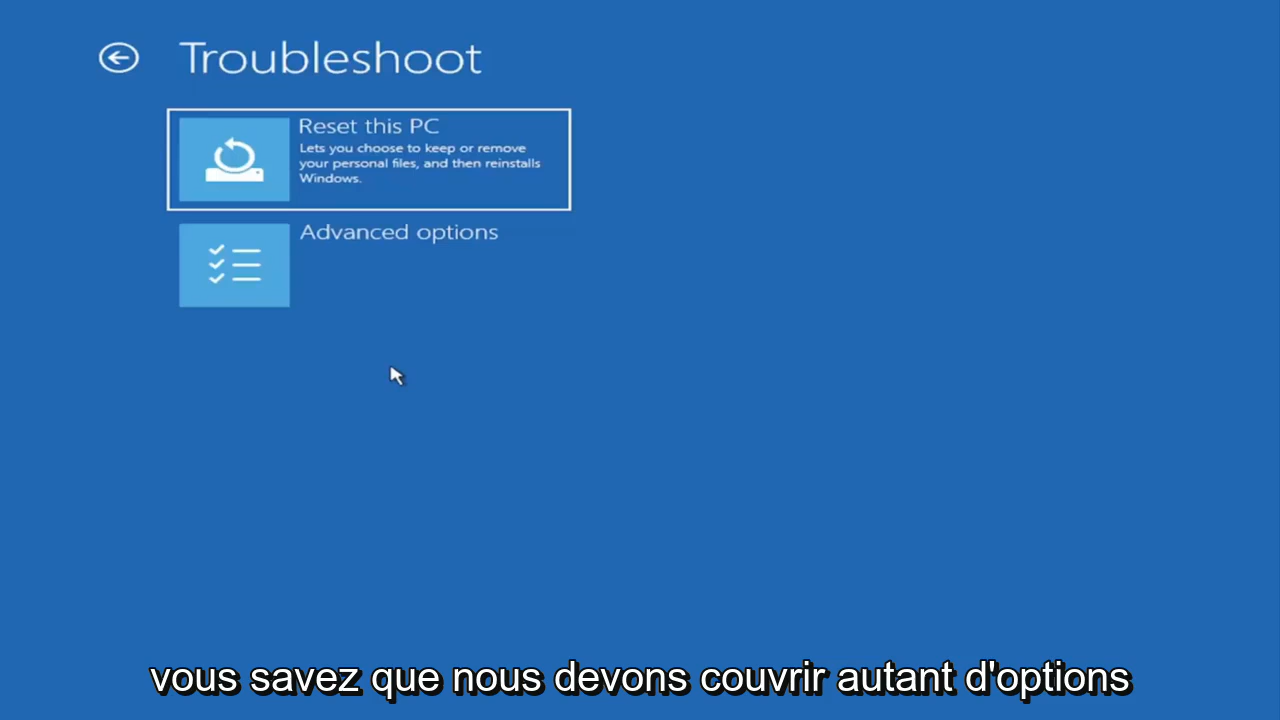 Troubleshoot
Reset this PC
Lets you choose to keep or remove
your personal files, and then reinstalls
Windows.
Advanced options
vous savez que nous devons couvrir autant d'options